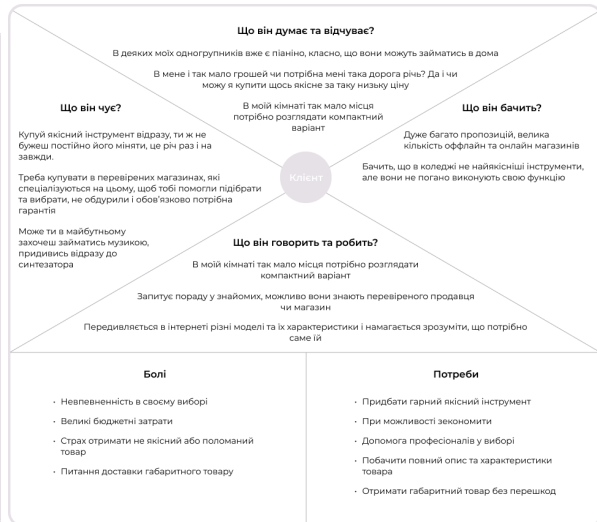 Що він думає та відчуває?
В деяких моїх одногрупників вже є піаніно, класно, що вони можуть займатись в дома
В мене і так мало грошей чи потрібна мені така дорога річ? Да і чи
можу я купити щось якісне за таку низьку ціну
В моїй кімнаті так мало місця
потрібно розглядати компактний
варіант
Що він чує?
Купуй якісний інструмент відразу, ти ж не
бужеш постійно його міняти, це річ раз і на
завжди.
Треба купувати в перевірених магазинах, які
спеціалізуються на цьому, щоб тобі помогли підібрати
та вибрати, не обдурили і обов'язково потрібна
гарантія
Може ти в майбутньому
захочеш займатись музикою,
придивись відразу до
синтезатора
Що він бачить?
Дуже багато пропозицій, велика
кількість оффлайн та онлайн магазинів
Бачить, що в коледжі не найякісніші інструменти,
але вони не погано виконують свою функцію
Клієнт
Що він говорить та робить?
В моїй кімнаті так мало місця потрібно розглядати
компактний варіант
Запитує пораду у знайомих, можливо вони знають перевіреного продавця
чи магазин
Передивляється в інтернеті різні моделі та їх характеристики і намагається зрозуміти, що потрібно
саме їй
Болі
• Невпевненність в своєму виборі
• Великі бюджетні затрати
• Страх отримати не якісний або поломаний
товар
• Питання доставки габаритного товару
Потреби
• Придбати гарний якісний інструмент
• При можливості зекономити
• Допомога професіоналів у виборі
• Побачити повний опис та характеристики
товара
• Отримати габаритний товар без перешкод